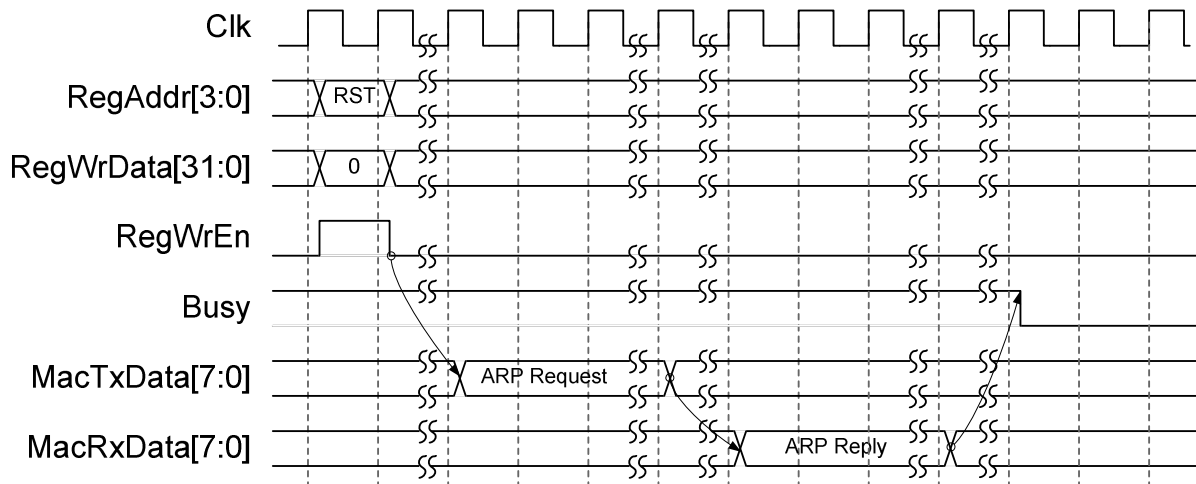 Clk
RegAddr[3:0] RST
RegWrData[31:0] 0
RegWrEn
Busy
MacTxData[7:0] ARP Request
MacRxData[7:0] ARP Reply